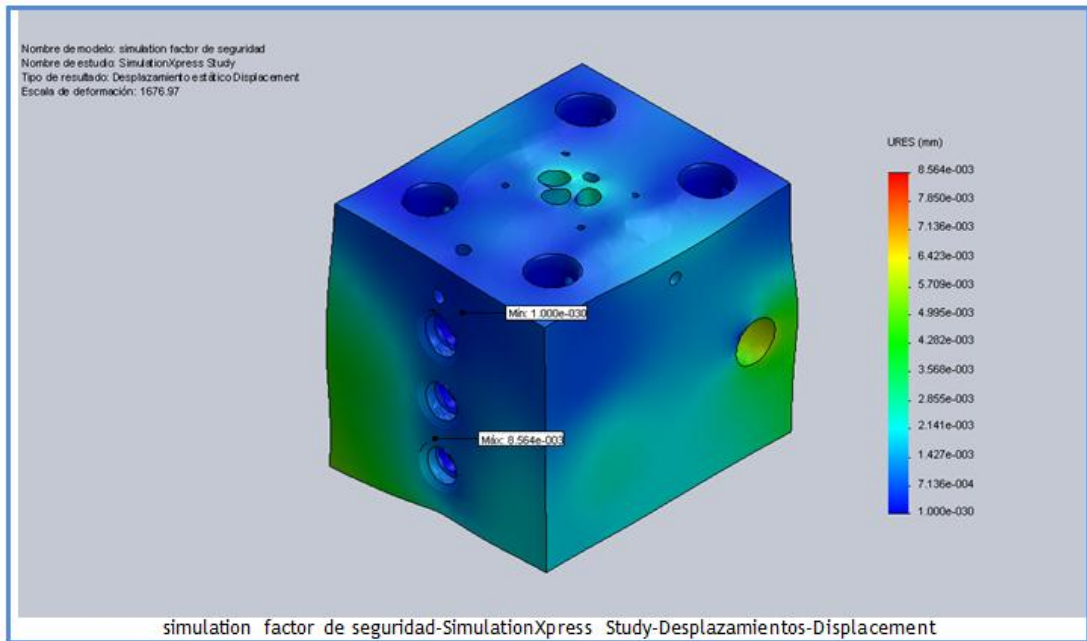 Nombre de modelo: simulation factor de seguridad
Nombre de estudio: SimulationXpress Study
Tipo de resultado: Desplazamiento estático Displacement
Escala de deformación: 1676.97
URES (mm)
8.564e-003
7.850e-003
7.136e-003
6.423e-003
5.709e-003
4.995e-003
4.282e-003
3.568e-003
2.855e-003
2.141e-003
1.427e-003
7.136e-004
1.000e-030
Mín: 1.000e-030
Máx: 8.564e-003
simulation factor de seguridad-SimulationXpress Study-Desplazamientos-Displacement